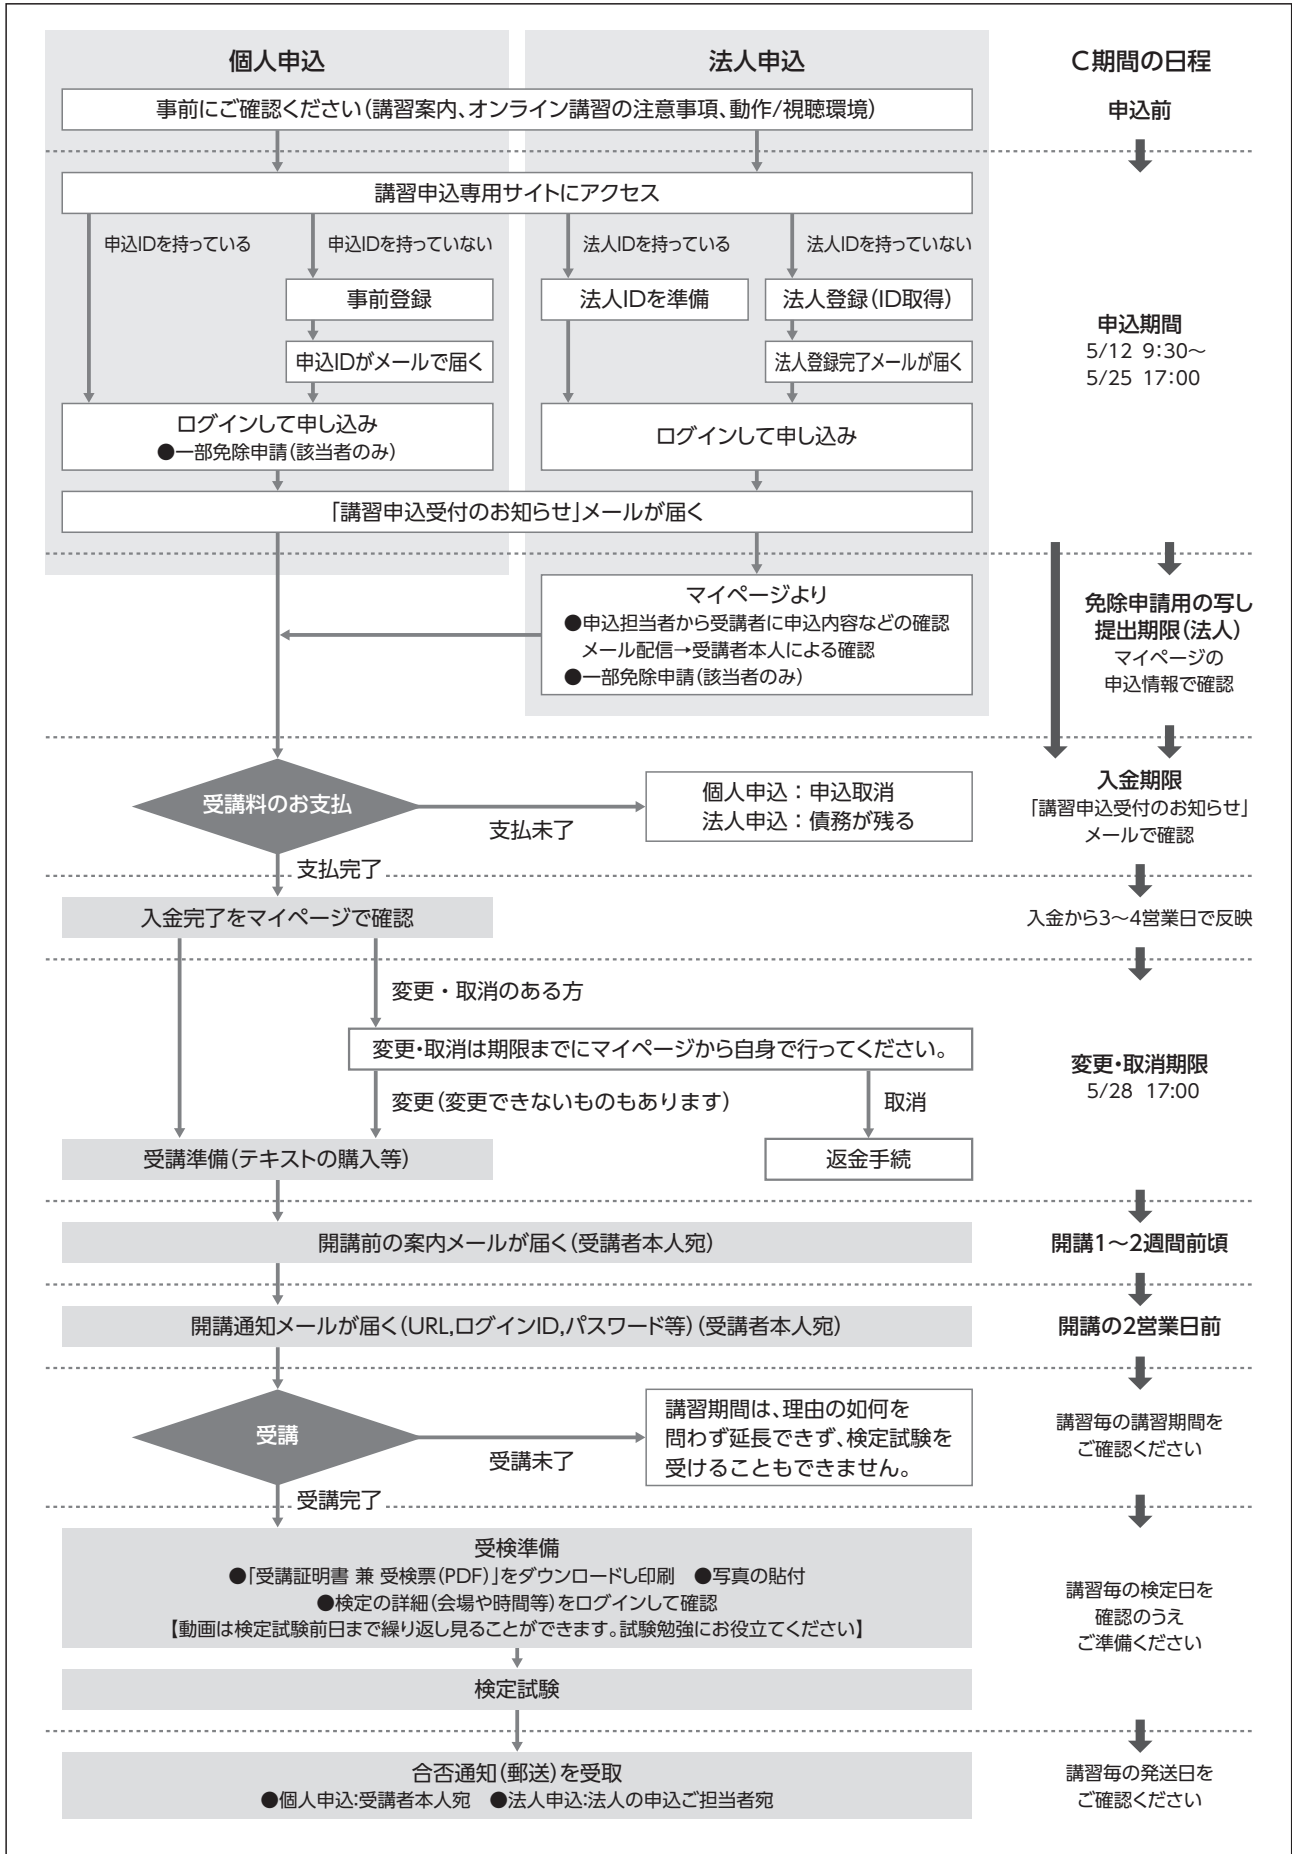 個人申込
法人申込
C期間の日程
事前にご確認ください(講習案内、オンライン講習の注意事項、動作/視聴環境)
申込前
講習申込専用サイトにアクセス
申込IDを持っている
申込IDを持っていない
法人IDを持っている
法人IDを持っていない
事前登録
法人IDを準備
法人登録(ID取得)
申込IDがメールで届く
法人登録完了メールが届く
申込期間
5/12 9:30〜
5/25 17:00
ログインして申し込み
●一部免除申請(該当者のみ)
ログインして申し込み
「講習申込受付のお知らせ」メールが届く
マイページより
●申込担当者から受講者に申込内容などの確認
メール配信→受講者本人による確認
●一部免除申請(該当者のみ)
免除申請用の写し
提出期限(法人)
マイページの
申込情報で確認
受講料のお支払
支払未了
個人申込:申込取消
法人申込:債務が残る
入金期限
「講習申込受付のお知らせ」
メールで確認
支払完了
入金完了をマイページで確認
入金から3〜4営業日で反映
変更・取消のある方
変更・取消は期限までにマイページから自身で行ってください。
変更・取消期限
5/28 17:00
変更(変更できないものもあります)
取消
受講準備(テキストの購入等)
返金手続
開講前の案内メールが届く(受講者本人宛)
開講1〜2週間前頃
開講通知メールが届く(URL,ログインID,パスワード等)(受講者本人宛)
開講の2営業日前
受講
受講未了
講習期間は、理由の如何を
問わず延長できず、検定試験を
受けることもできません。
講習毎の講習期間を
ご確認ください
受講完了
受検準備
●「受講証明書 兼 受検票(PDF)」をダウンロードし印刷 ●写真の貼付
●検定の詳細(会場や時間等)をログインして確認
【動画は検定試験前日まで繰り返し見ることができます。試験勉強にお役立てください】
講習毎の検定日を
確認のうえ
ご準備ください
検定試験
合否通知(郵送)を受取
●個人申込:受講者本人宛 ●法人申込:法人の申込ご担当者宛
講習毎の発送日を
ご確認ください